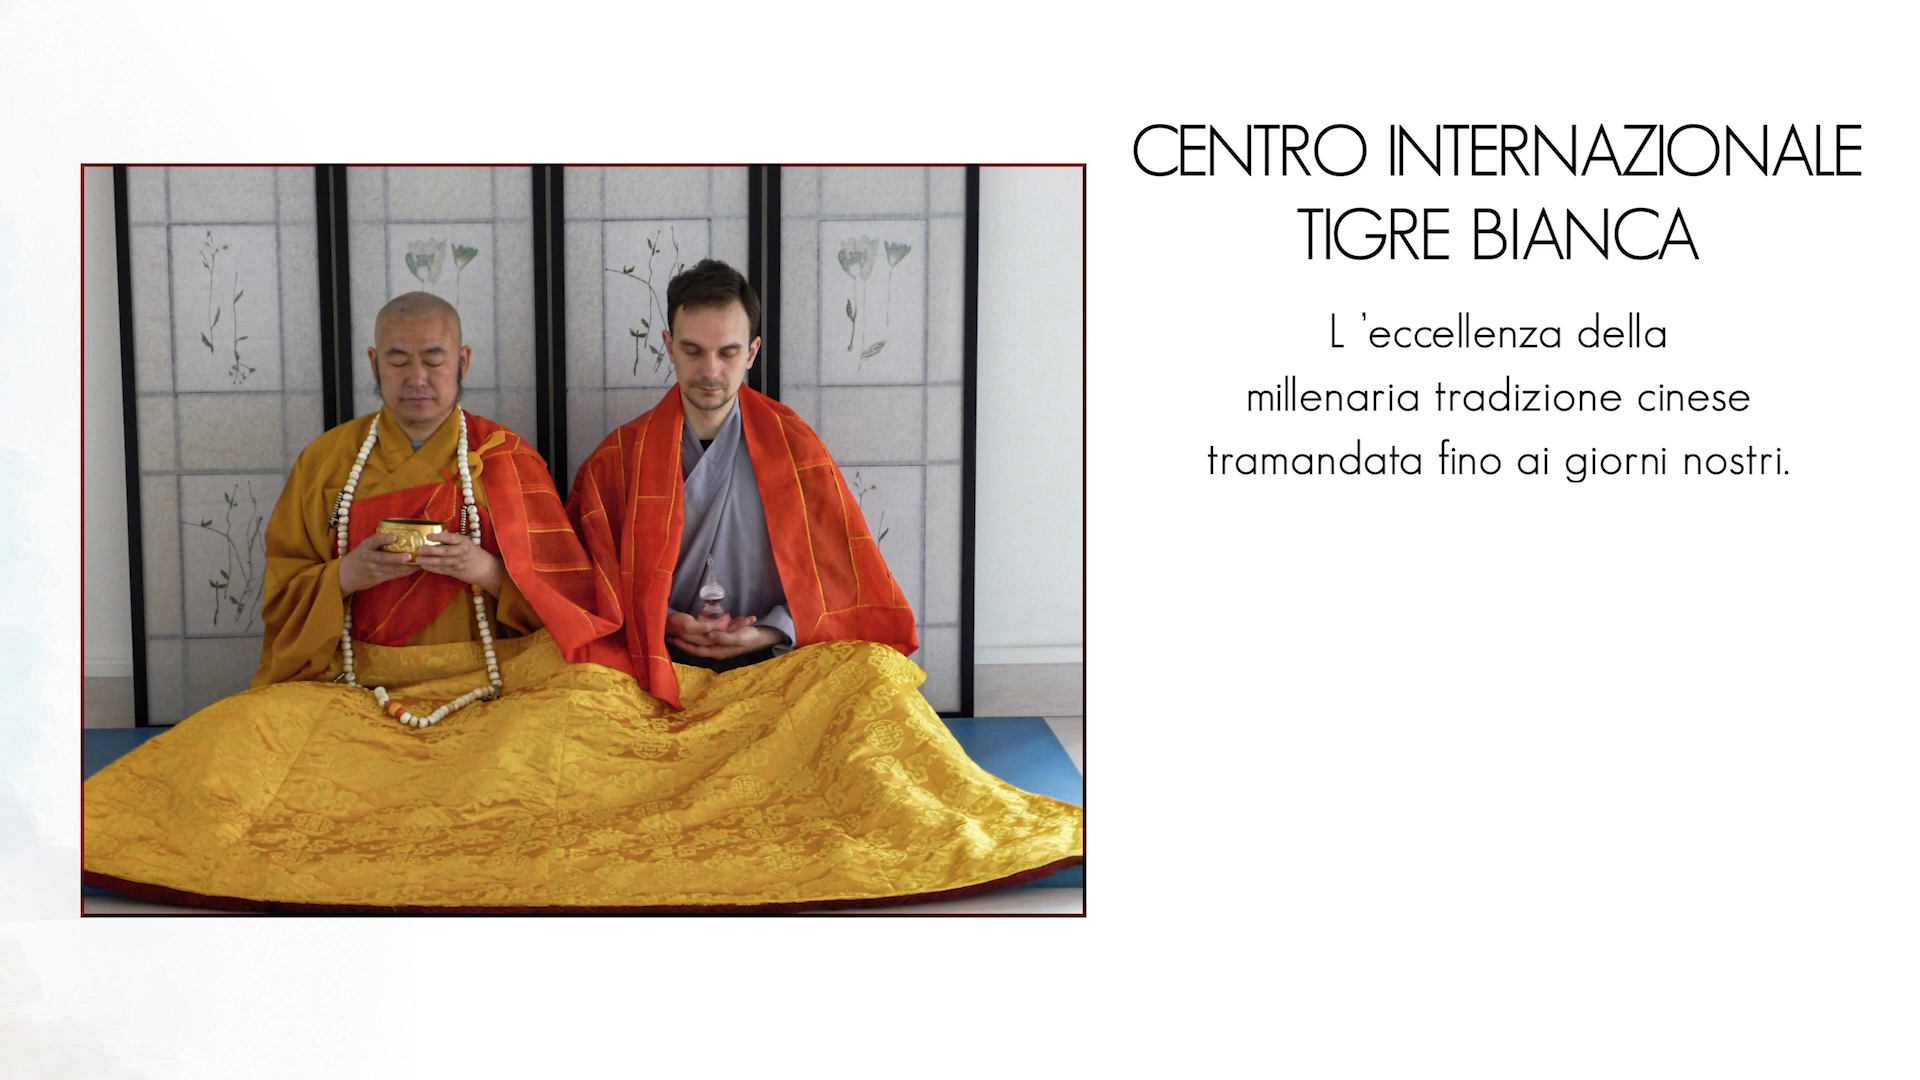 CENTRO INTERNAZIONALE
TIGRE BIANCA
L 'eccellenza della
millenaria tradizione cinese
tramandata fino ai giorni nostri.